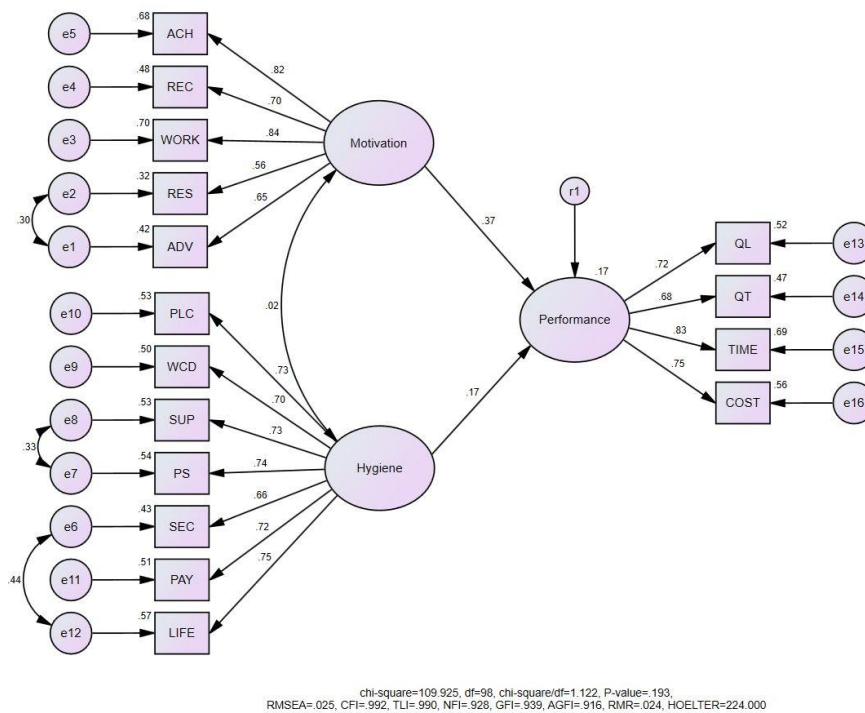 .68
e5
ACH
.82
.48
e4
REC
.70
.70
e3
WORK
.84
Motivation
.32
e2
RES
.56
.30
.42
e1
ADV
.65
.37
r1
.02
.17
Performance
.72
.52
QL
e13
.68
.47
QT
e14
.83
.69
TIME
e15
.75
.56
COST
e16
.53
e10
PLC
.73
.50
e9
WCD
.70
.53
e8
SUP
.73
.33
.54
e7
PS
.74
Hygiene
.17
.43
e6
SEC
.66
.44
.51
e11
PAY
.72
.57
e12
LIFE
.75
chi-square=109.925, df=98, chi-square/df=1.122, P-value=.193,
RMSEA=.025, CFI=.992, TLI=.990, NFI=.928, GFI=.939, AGFI=.916, RMR=.024, HOELTER=224.000